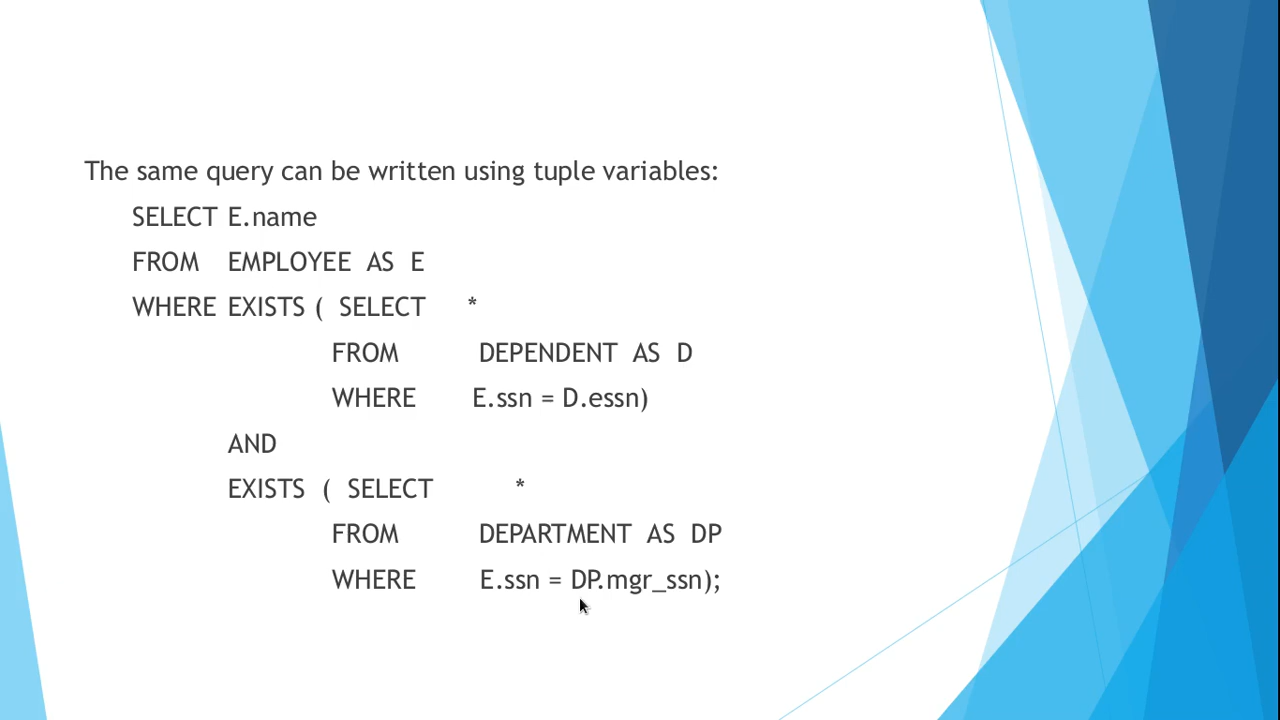 The same query can be written using tuple variables:
SELECT E.name
FROM EMPLOYEE AS E
WHERE EXISTS ( SELECT *
FROM DEPENDENT AS D
WHERE E.ssn = D.essn)
AND
EXISTS ( SELECT *
FROM DEPARTMENT AS DP
WHERE E.ssn = DP.mgr_ssn);